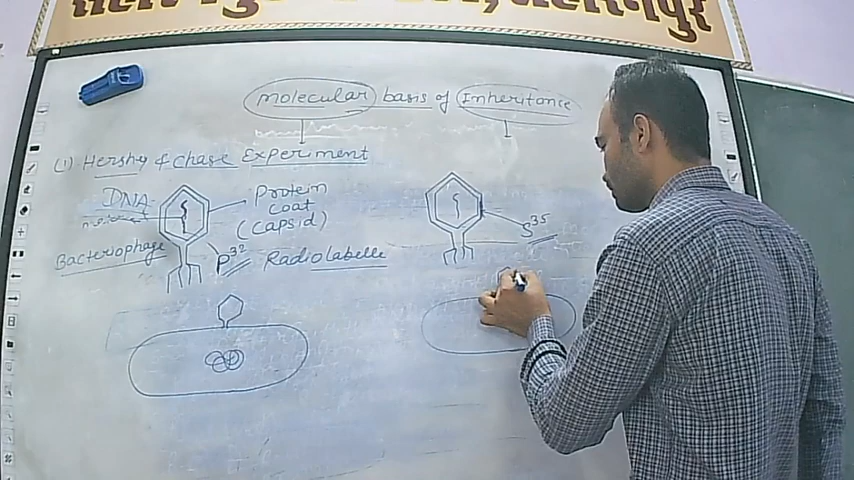 molecular basis of Inheritance
(1) Hershy & chase Experiment
DNA
Protein
coat
(capsid)
Bacteriophage
P³²
Radiolabelle
S³⁵